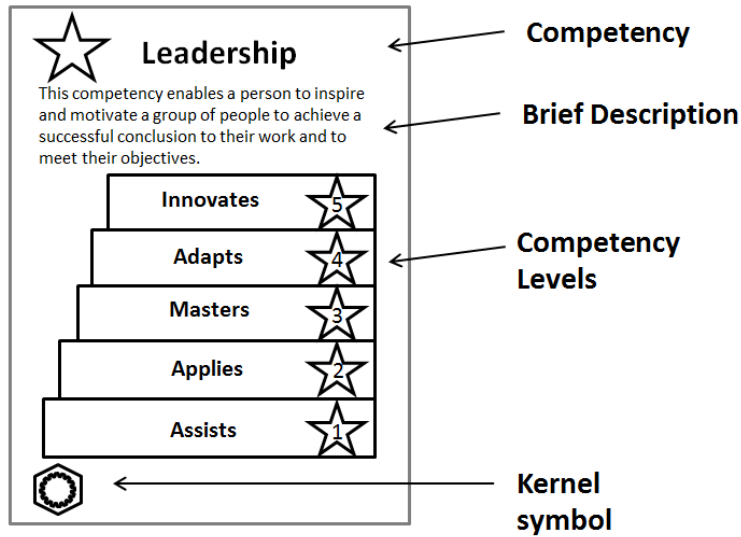 Leadership
Competency
This competency enables a person to inspire
and motivate a group of people to achieve a
successful conclusion to their work and to
meet their objectives.
Brief Description
Innovates 5
Adapts 4
Competency
Levels
Masters 3
Applies 2
Assists 1
Kernel
symbol